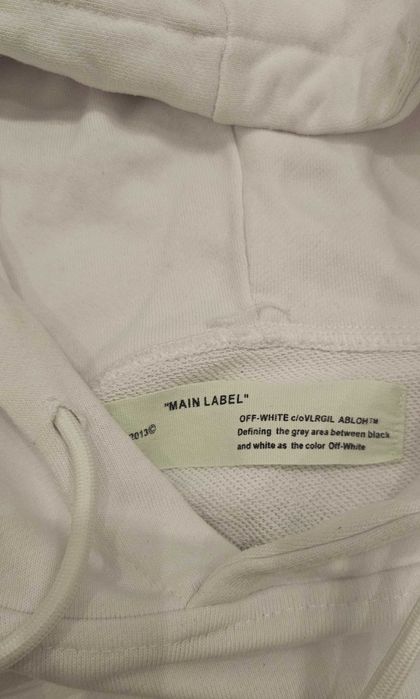 "MAIN LABEL"
2013©
OFF-WHITE c/oVLRGIL ABLOH™
Defining the grey area between black
and white as the color Off-White